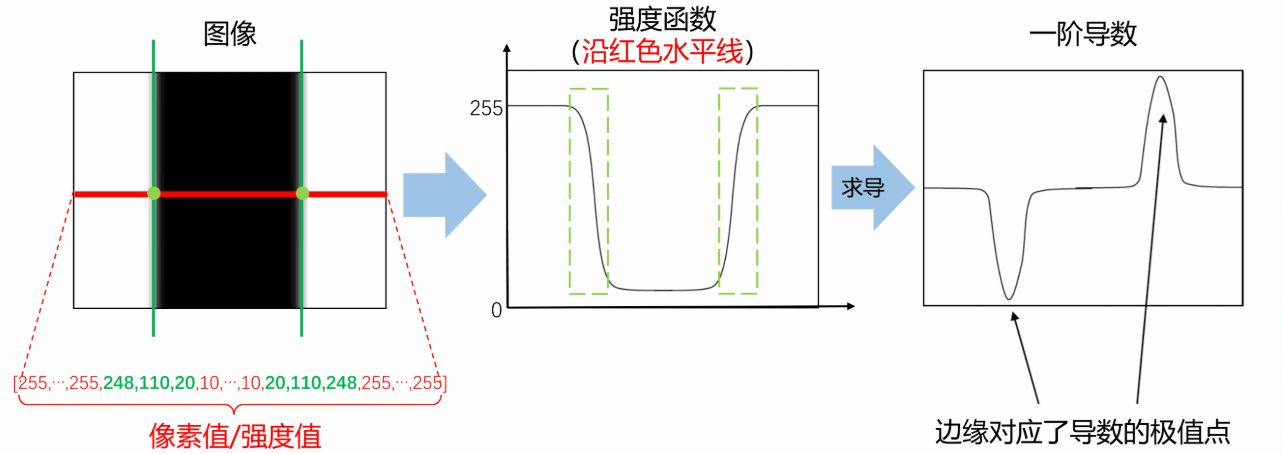 图像
[255,···,255,248,110,20,10,···,10,20,110,248,255,···,255]
像素值/强度值
强度函数
(沿红色水平线)
255
0
求导
一阶导数
边缘对应了导数的极值点